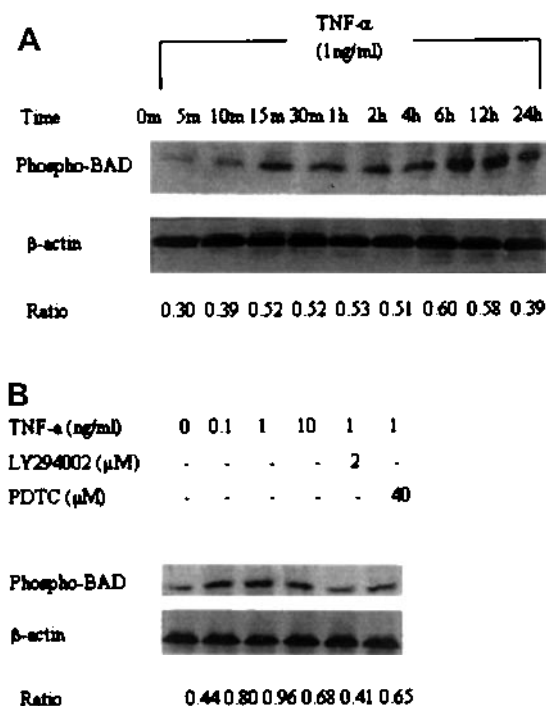 A
TNF-α
(1ng/ml)
Time 0m 5m 10m 15m 30m 1h 2h 4h 6h 12h 24h
Phospho-BAD
β-actin
Ratio 0.30 0.39 0.52 0.52 0.53 0.51 0.60 0.58 0.39
B
TNF-α (ng/ml) 0 0.1 1 10 1 1
LY294002 (μM) - - - - 2 -
PDTC (μM) - - - - - 40
Phospho-BAD
β-actin
Ratio 0.44 0.80 0.96 0.68 0.41 0.65